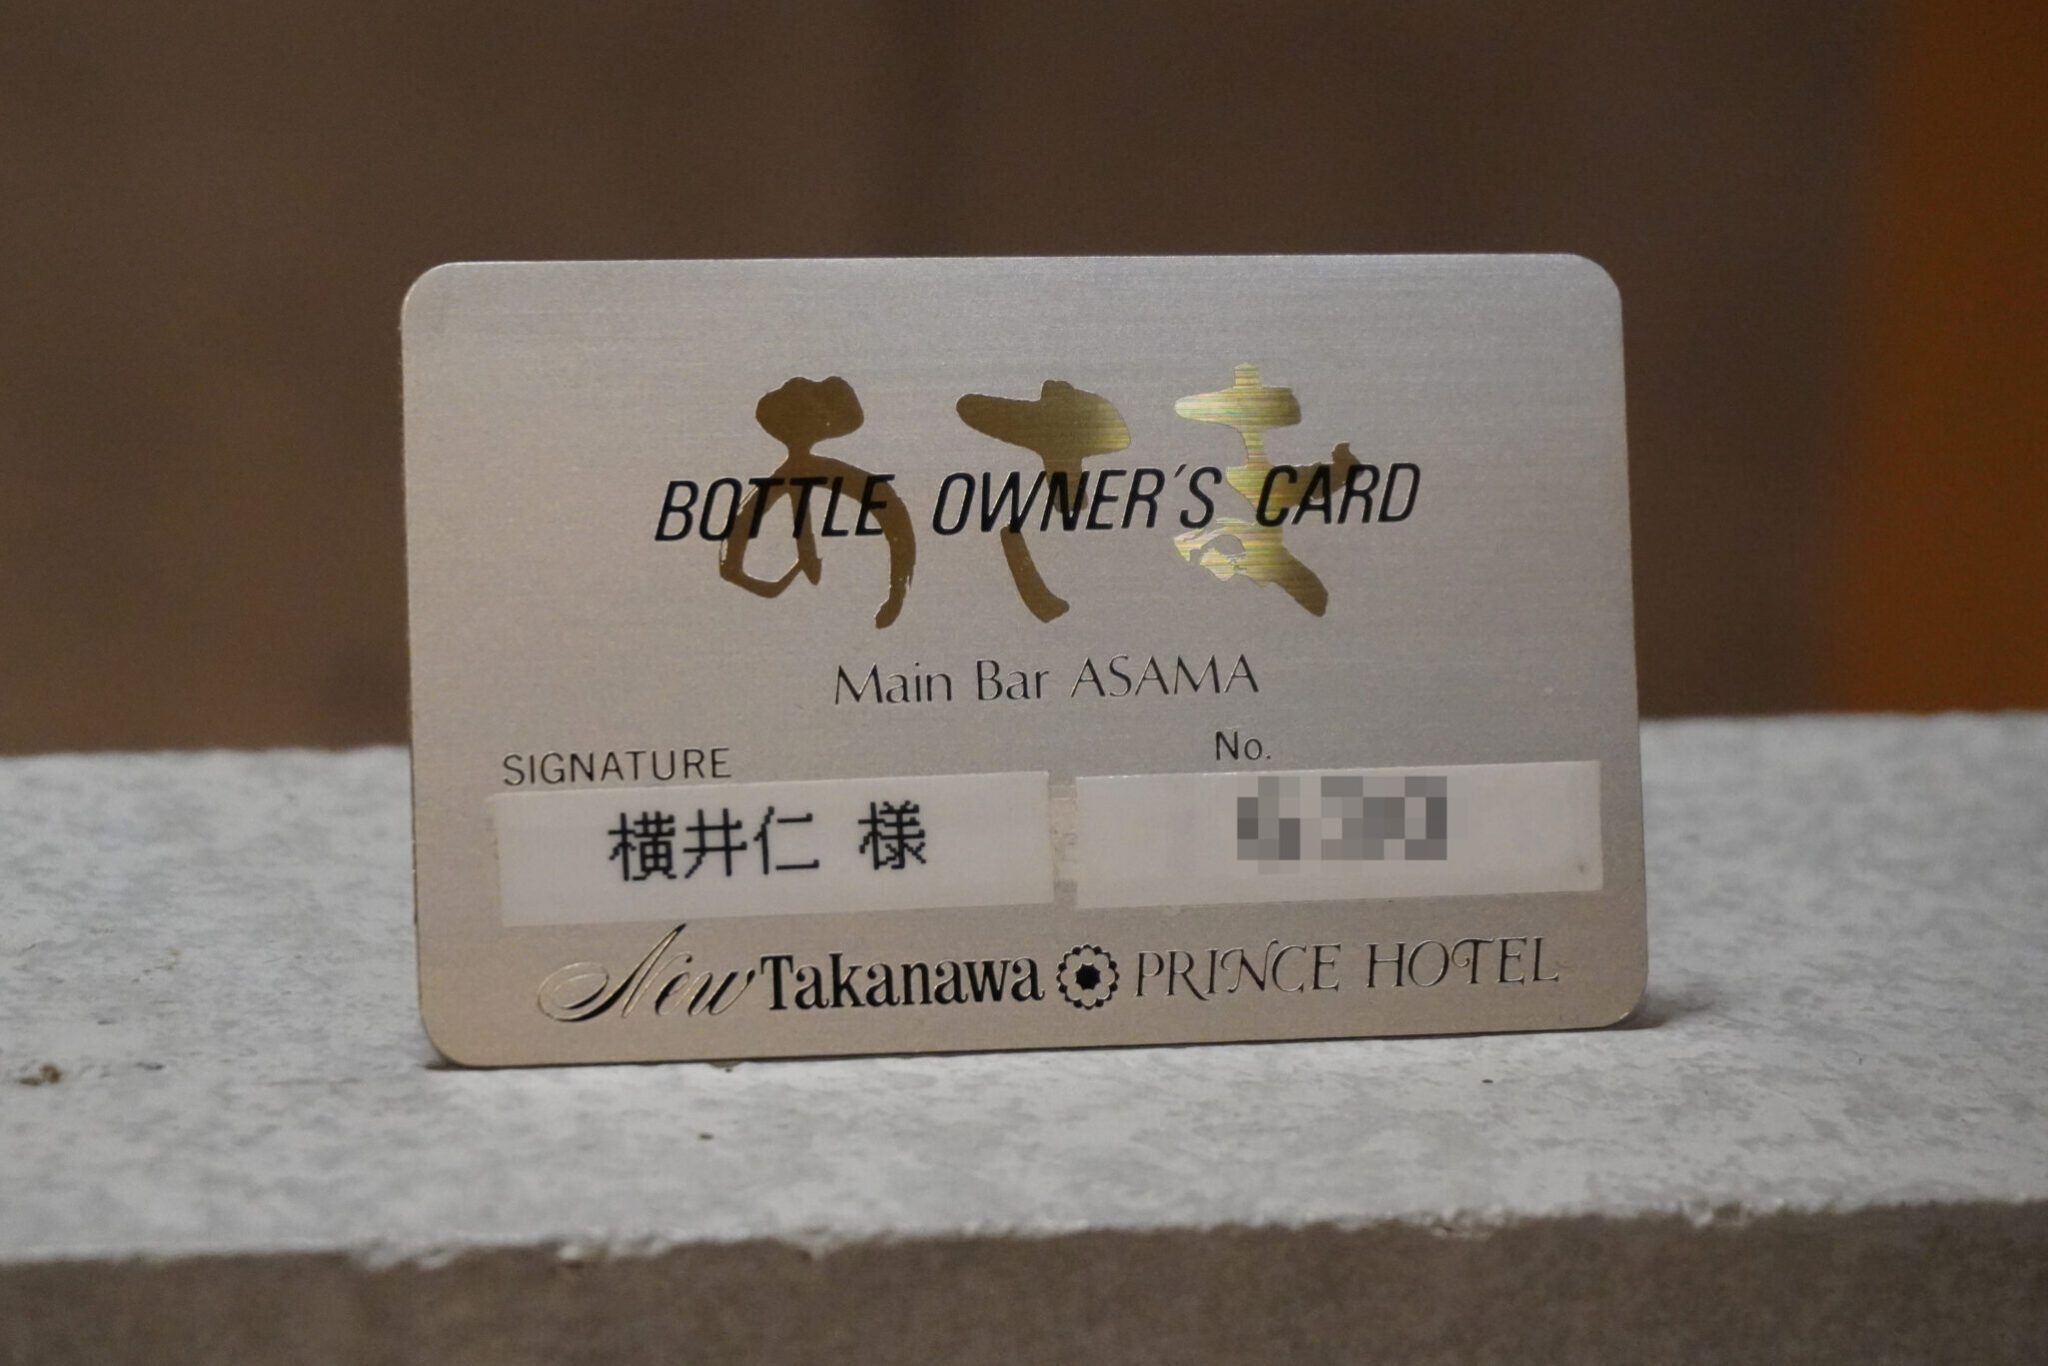 あさま
BOTTLE OWNER'S CARD
Main Bar ASAMA
SIGNATURE
No.
横井仁 様
New Takanawa PRINCE HOTEL